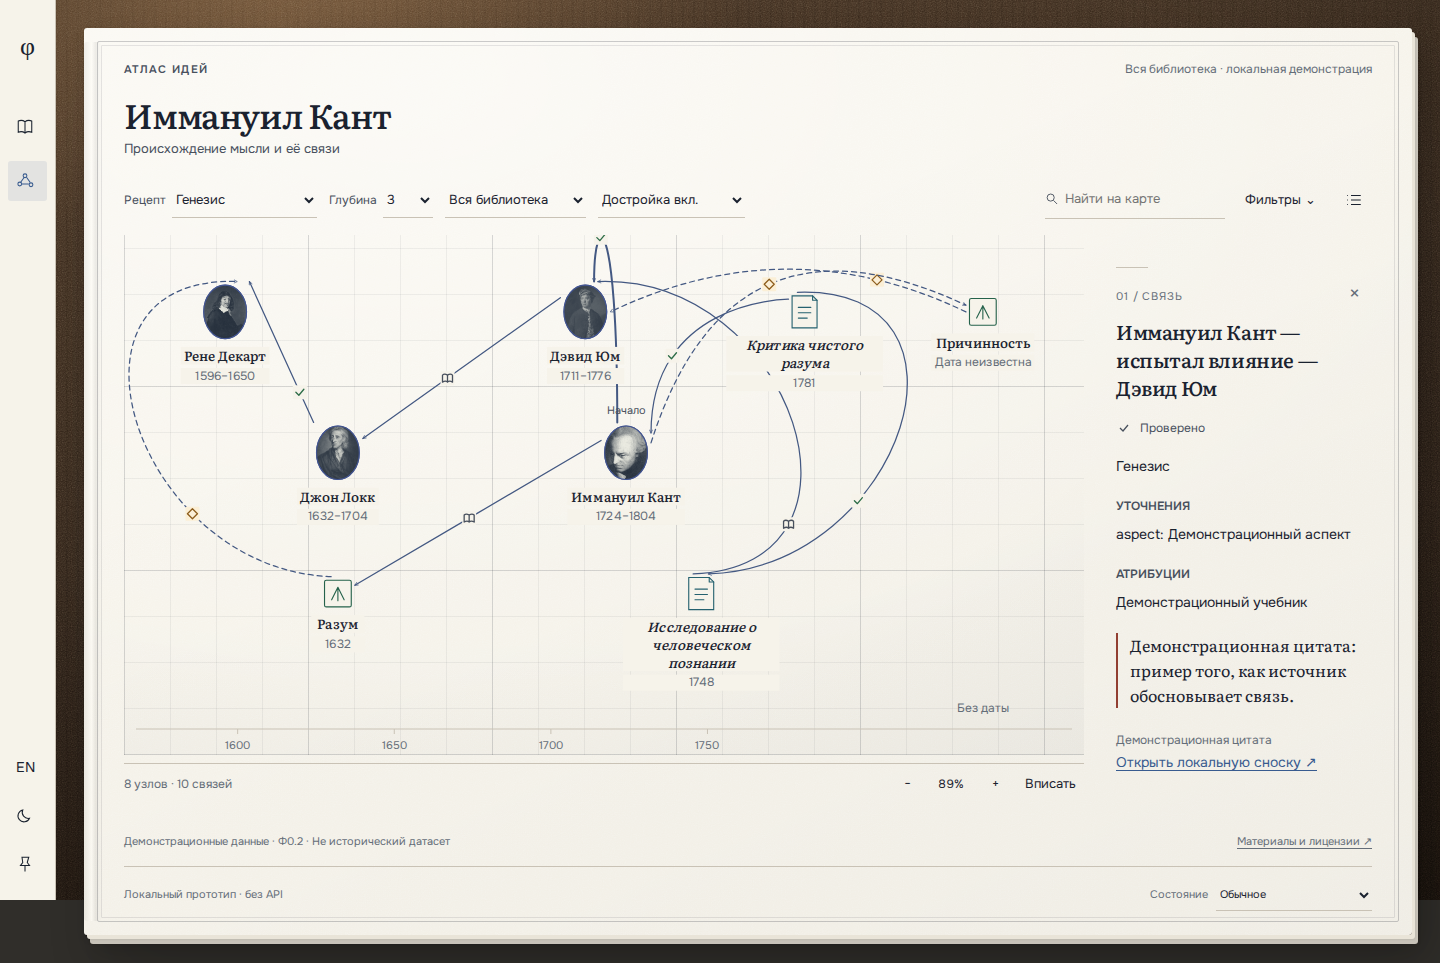 φ
АТЛАС ИДЕЙ
Вся библиотека · локальная демонстрация
Иммануил Кант
Происхождение мысли и её связи
Рецепт Генезис Глубина 3 Вся библиотека Достройка вкл. Найти на карте Фильтры
Рене Декарт
1596–1650
Дэвид Юм
1711–1776
Критика чистого
разума
1781
Причинность
Дата неизвестна
Начало
Джон Локк
1632–1704
Иммануил Кант
1724–1804
Разум
1632
Исследование о
человеческом
познании
1748
Без даты
1600 1650 1700 1750
8 узлов · 10 связей
− 89% + Вписать
01 / СВЯЗЬ ×
Иммануил Кант —
испытал влияние —
Дэвид Юм
Проверено
Генезис
УТОЧНЕНИЯ
aspect: Демонстрационный аспект
АТРИБУЦИИ
Демонстрационный учебник
Демонстрационная цитата:
пример того, как источник
обосновывает связь.
Демонстрационная цитата
Открыть локальную сноску ↗
EN
Демонстрационные данные · Ф0.2 · Не исторический датасет
Материалы и лицензии ↗
Локальный прототип · без API
Состояние Обычное